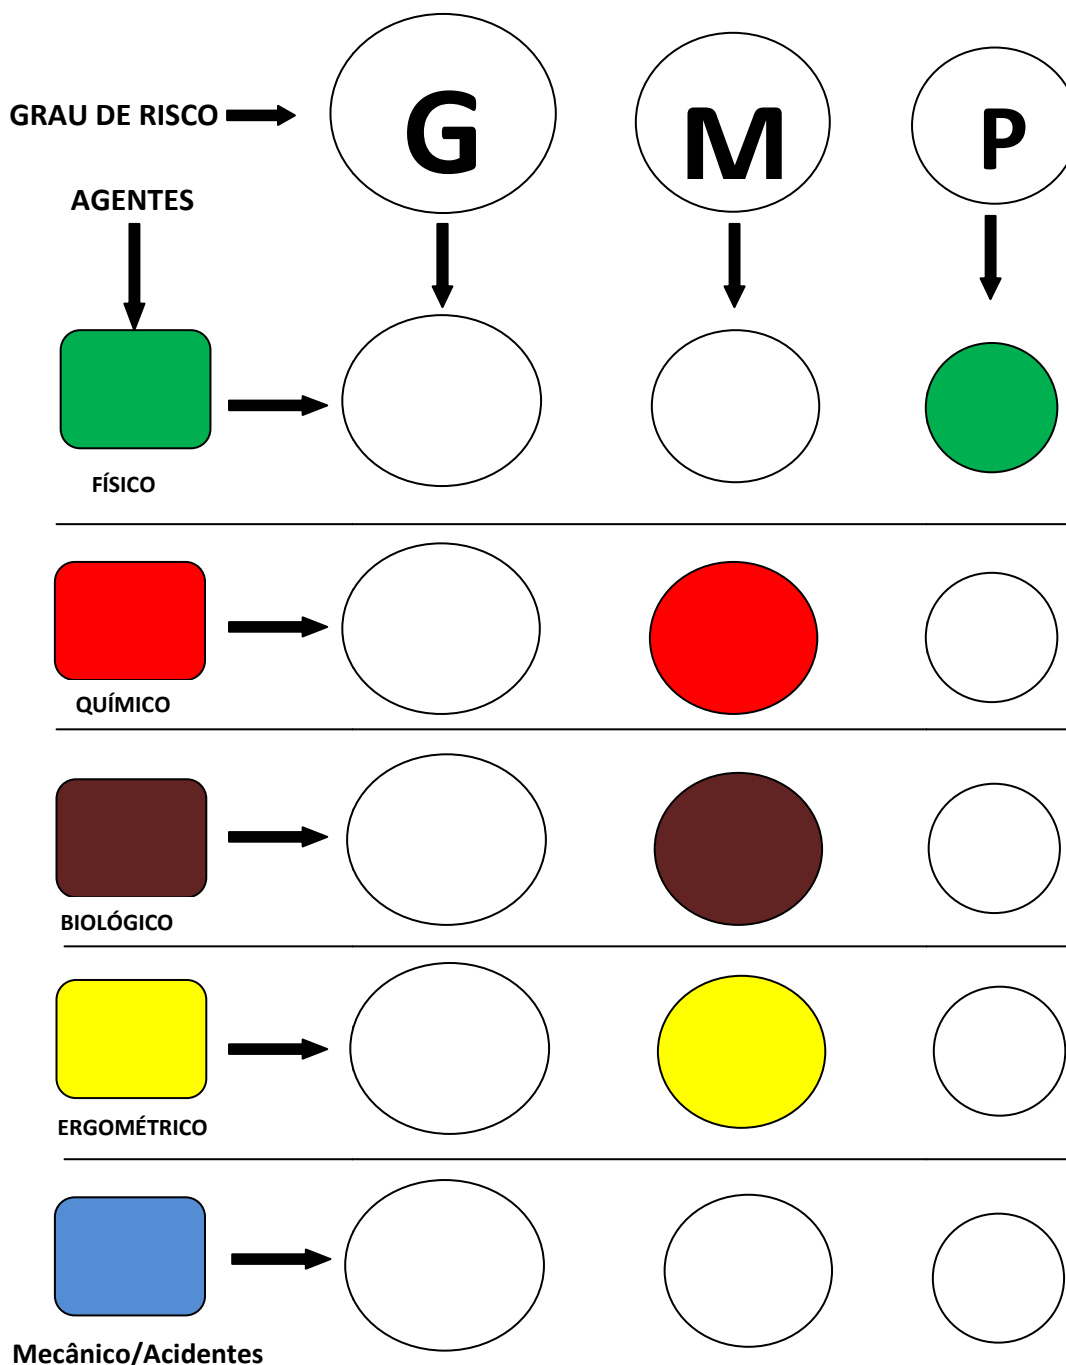 GRAU DE RISCO
G
M
P
AGENTES
FÍSICO
QUÍMICO
BIOLÓGICO
ERGOMÉTRICO
Mecânico/Acidentes